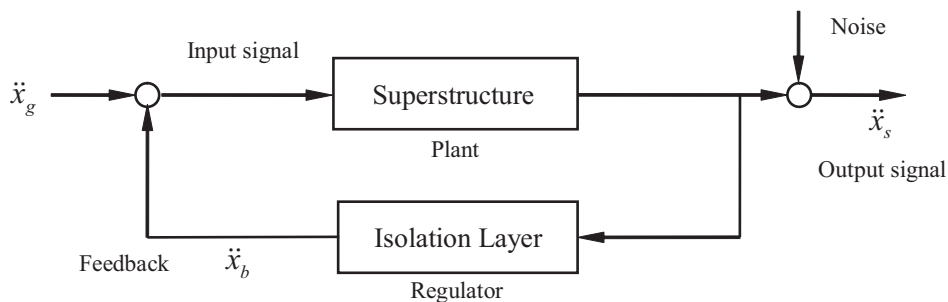 Noise
Input signal
ẍg
Superstructure
ẍs
Plant
Output signal
Isolation Layer
Feedback
ẍb
Regulator